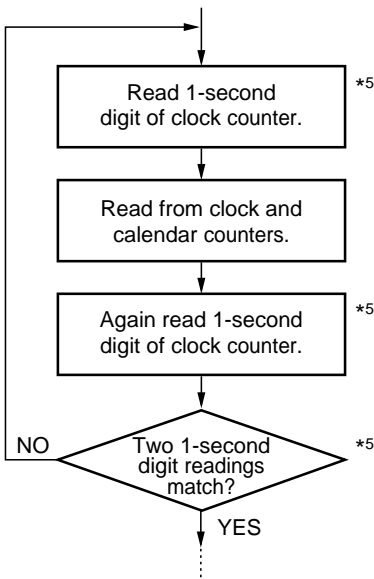 Read 1-second
digit of clock counter.
*5
Read from clock and
calendar counters.
Again read 1-second
digit of clock counter.
*5
Two 1-second
digit readings
match?
*5
NO
YES